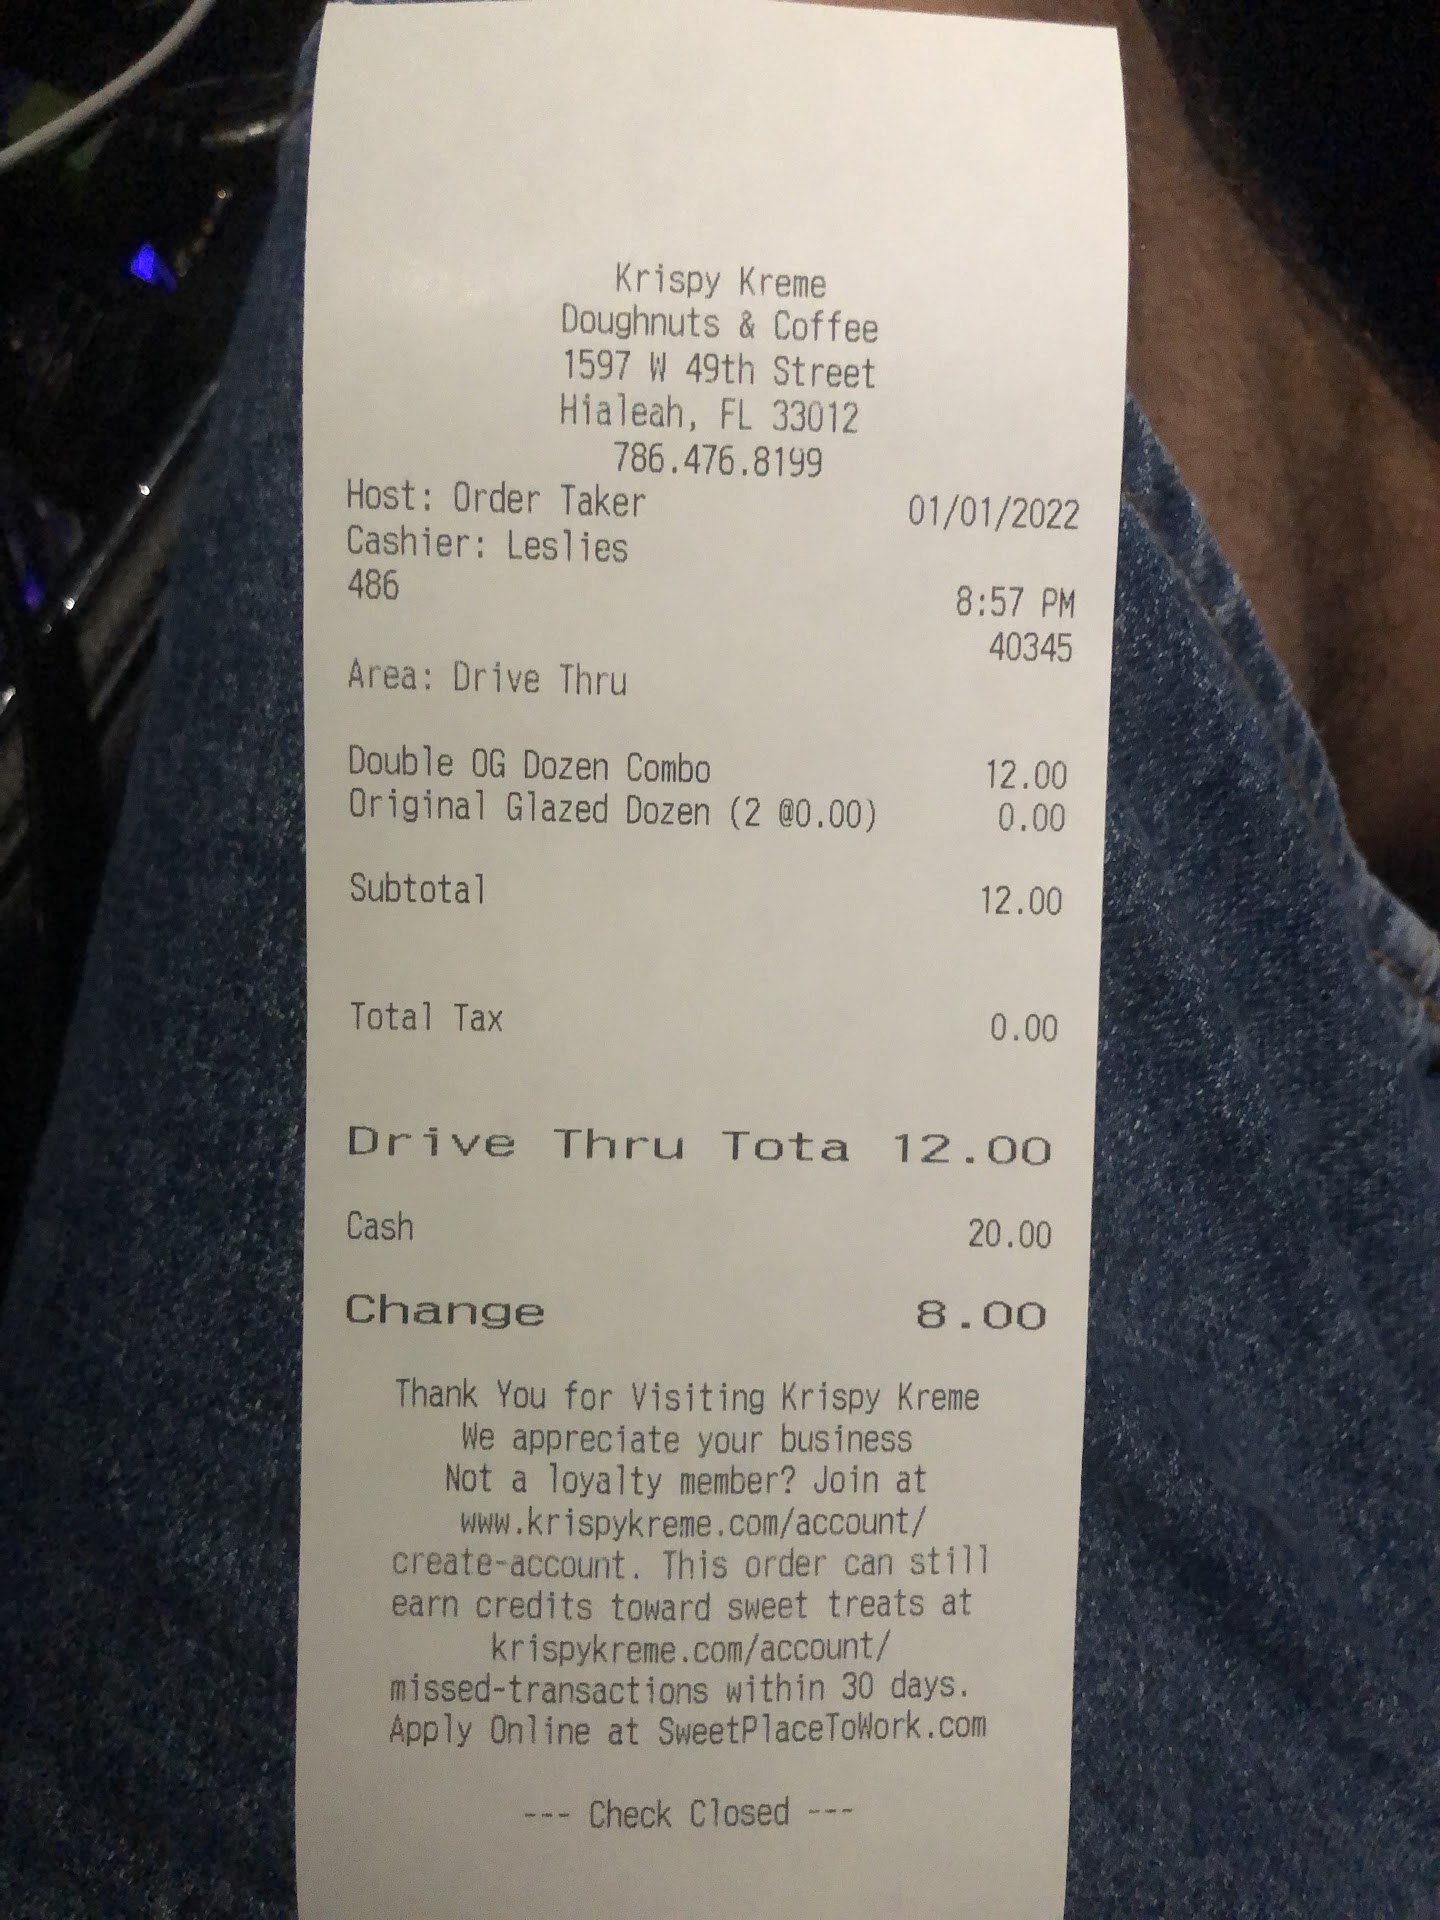 Krispy Kreme
Doughnuts & Coffee
1597 W 49th Street
Hialeah, FL 33012
786.476.8199
Host: Order Taker 01/01/2022
Cashier: Leslies
486 8:57 PM
40345
Area: Drive Thru
Double OG Dozen Combo 12.00
Original Glazed Dozen (2 @0.00) 0.00
Subtotal 12.00
Total Tax 0.00
Drive Thru Tota 12.00
Cash 20.00
Change 8.00
Thank You for Visiting Krispy Kreme
We appreciate your business
Not a loyalty member? Join at
www.krispykreme.com/account/
create-account. This order can still
earn credits toward sweet treats at
krispykreme.com/account/
missed-transactions within 30 days.
Apply Online at SweetPlaceToWork.com
--- Check Closed ---